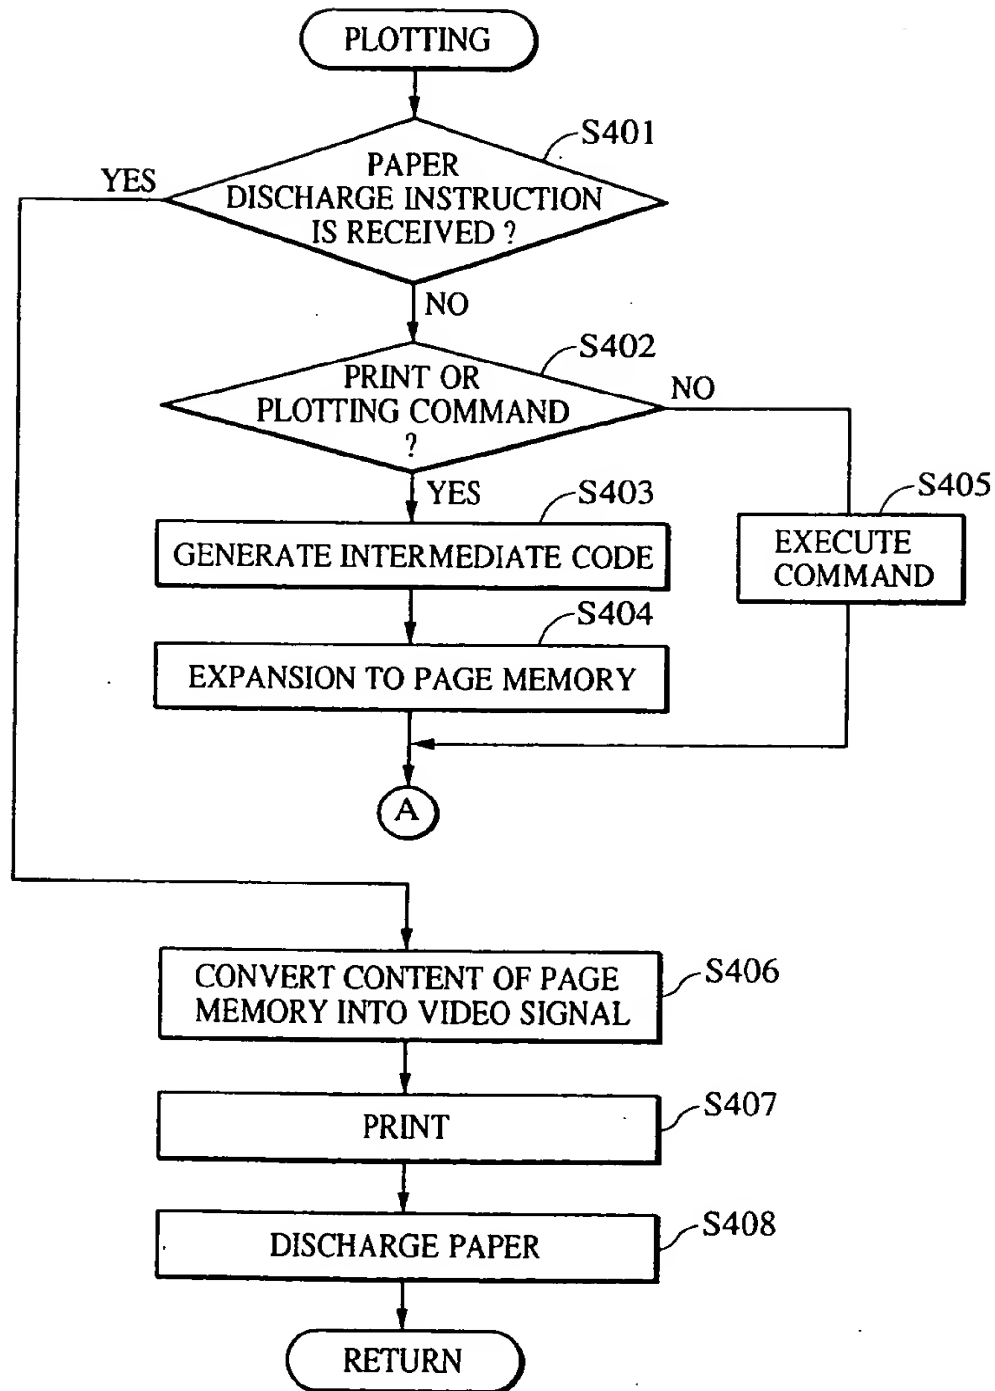 PLOTTING
S401
PAPER
DISCHARGE INSTRUCTION
IS RECEIVED ?
YES
NO
S402
PRINT OR
PLOTTING COMMAND
?
NO
YES
S403
GENERATE INTERMEDIATE CODE
S405
EXECUTE
COMMAND
S404
EXPANSION TO PAGE MEMORY
A
CONVERT CONTENT OF PAGE
MEMORY INTO VIDEO SIGNAL
S406
PRINT
S407
DISCHARGE PAPER
S408
RETURN